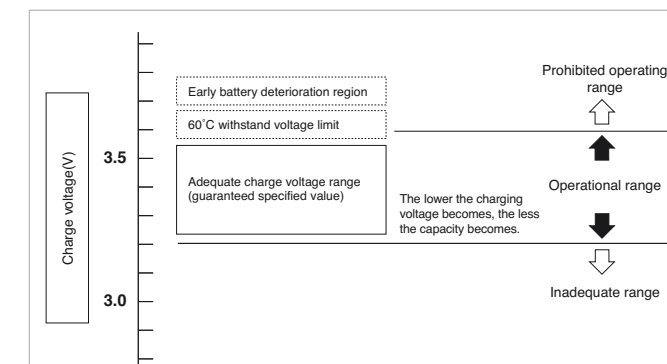 Charge voltage(V)
3.5
3.0
Early battery deterioration region
60°C withstand voltage limit
Adequate charge voltage range
(guaranteed specified value)
The lower the charging
voltage becomes, the less
the capacity becomes.
Prohibited operating
range
Operational range
Inadequate range